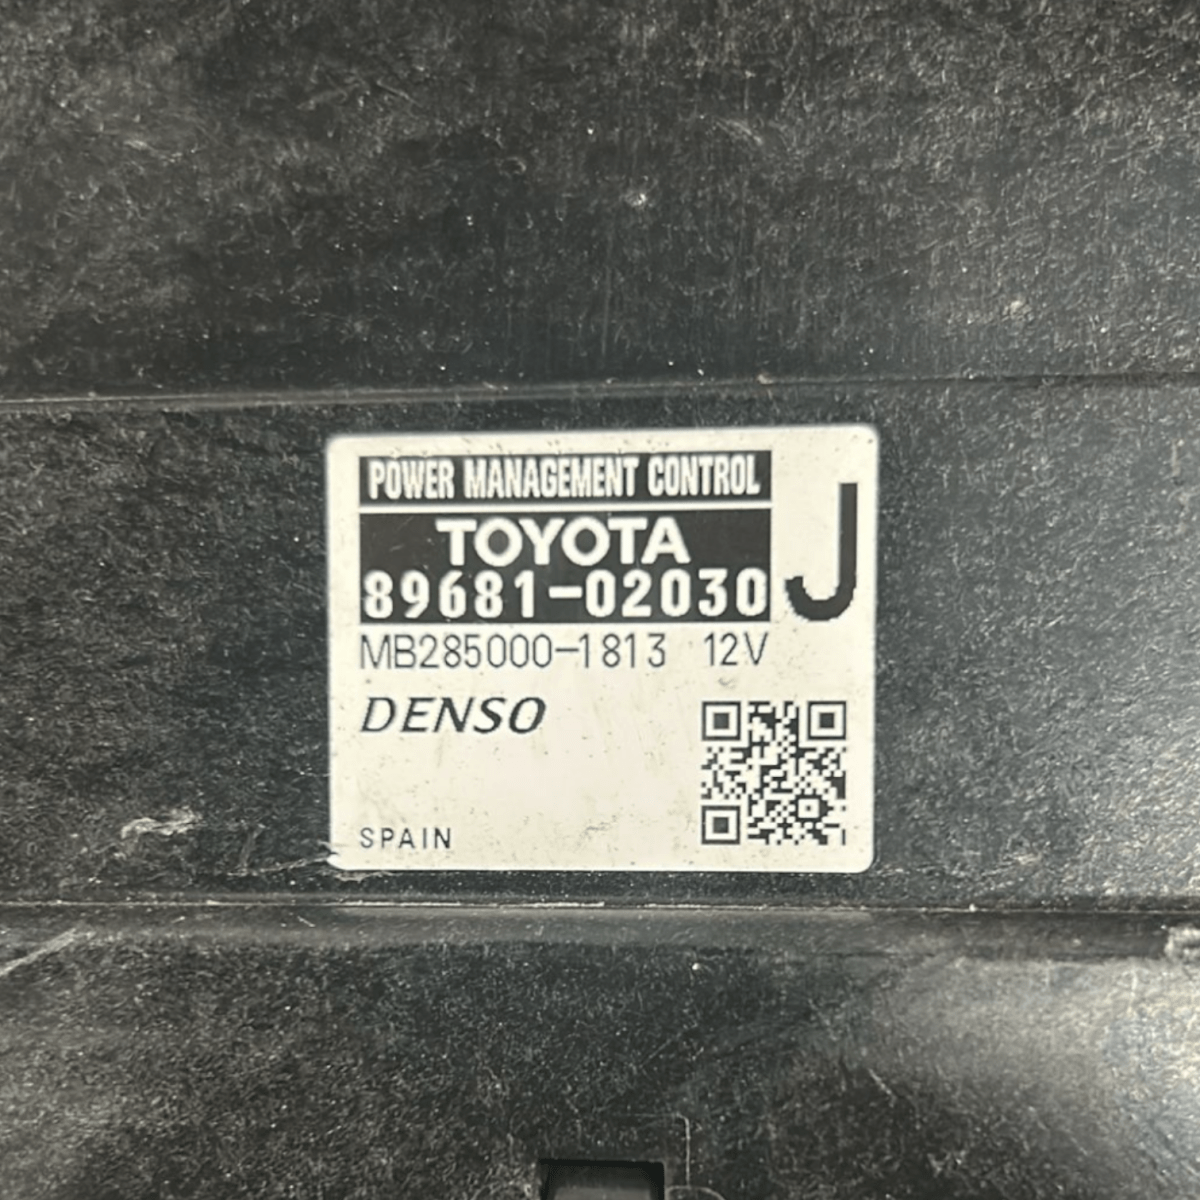 POWER MANAGEMENT CONTROL
TOYOTA
89681-02030
J
MB285000-1813 12V
DENSO
SPAIN